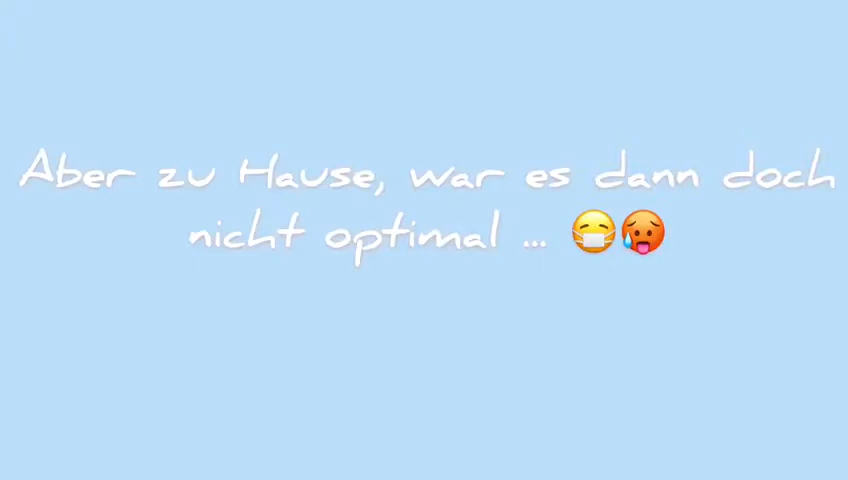 Aber zu Hause, war es dann doch
nicht optimal ... 😷🥵